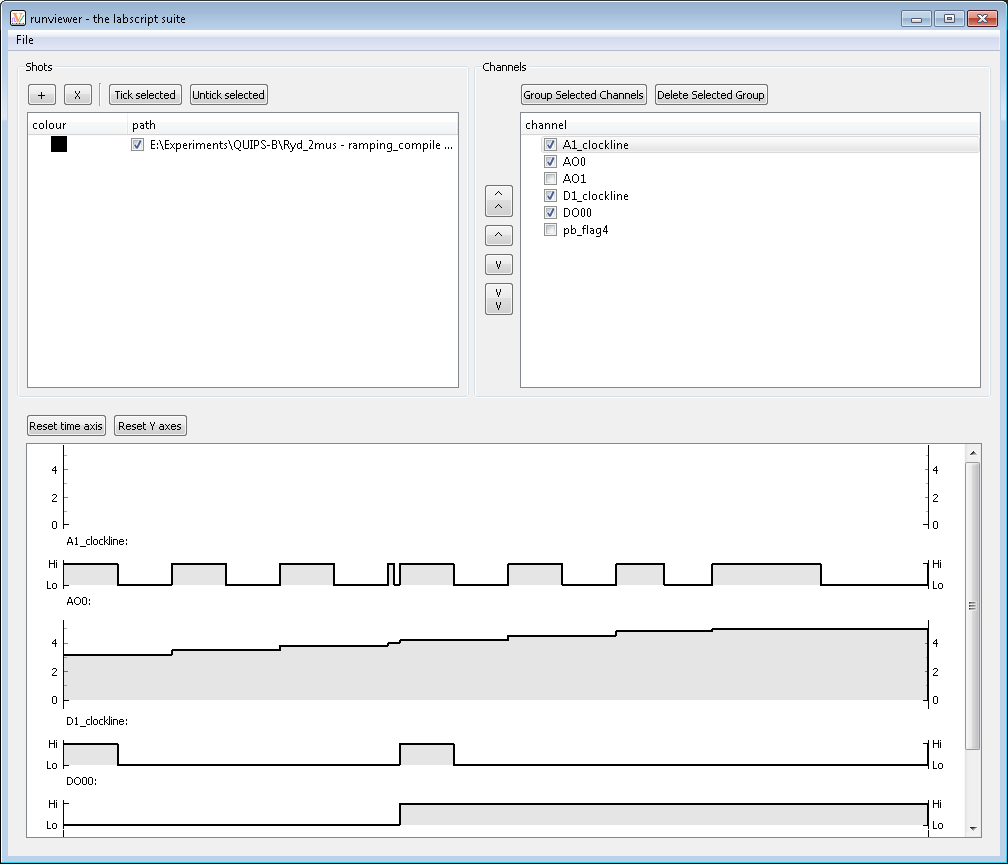 runviewer - the labscript suite
File
Shots
+ X Tick selected Untick selected
colour path
E:\Experiments\QUIPS-B\Ryd_2mus - ramping_compile ...
Channels
Group Selected Channels Delete Selected Group
channel
A1_clockline
AO0
AO1
D1_clockline
DO00
pb_flag4
^
^
^
v
v
v
Reset time axis Reset Y axes
4 4
2 2
0 0
A1_clockline:
Hi Hi
Lo Lo
AO0:
4 4
2 2
0 0
D1_clockline:
Hi Hi
Lo Lo
DO00:
Hi Hi
Lo Lo